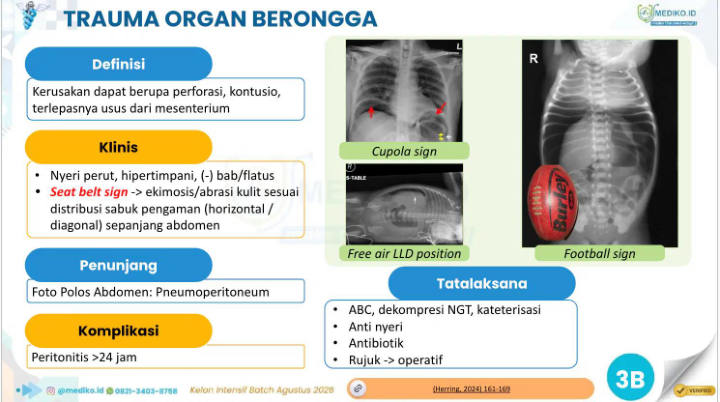 TRAUMA ORGAN BERONGGA
MEDIKO.ID
Definisi
Kerusakan dapat berupa perforasi, kontusio,
terlepasnya usus dari mesenterium
Klinis
• Nyeri perut, hipertimpani, (-) bab/flatus
• Seat belt sign -> ekimosis/abrasi kulit sesuai
distribusi sabuk pengaman (horizontal /
diagonal) sepanjang abdomen
Penunjang
Foto Polos Abdomen: Pneumoperitoneum
Komplikasi
Peritonitis >24 jam
L
Cupola sign
R
S-TABLE
Free air LLD position
R
Burley
Football sign
Tatalaksana
• ABC, dekompresi NGT, kateterisasi
• Anti nyeri
• Antibiotik
• Rujuk -> operatif
3B
@mediko.id 0821-3403-8768 Kelan Intensif Batch Agustus 2026
(Herring, 2024) 161-169
VERIFIED